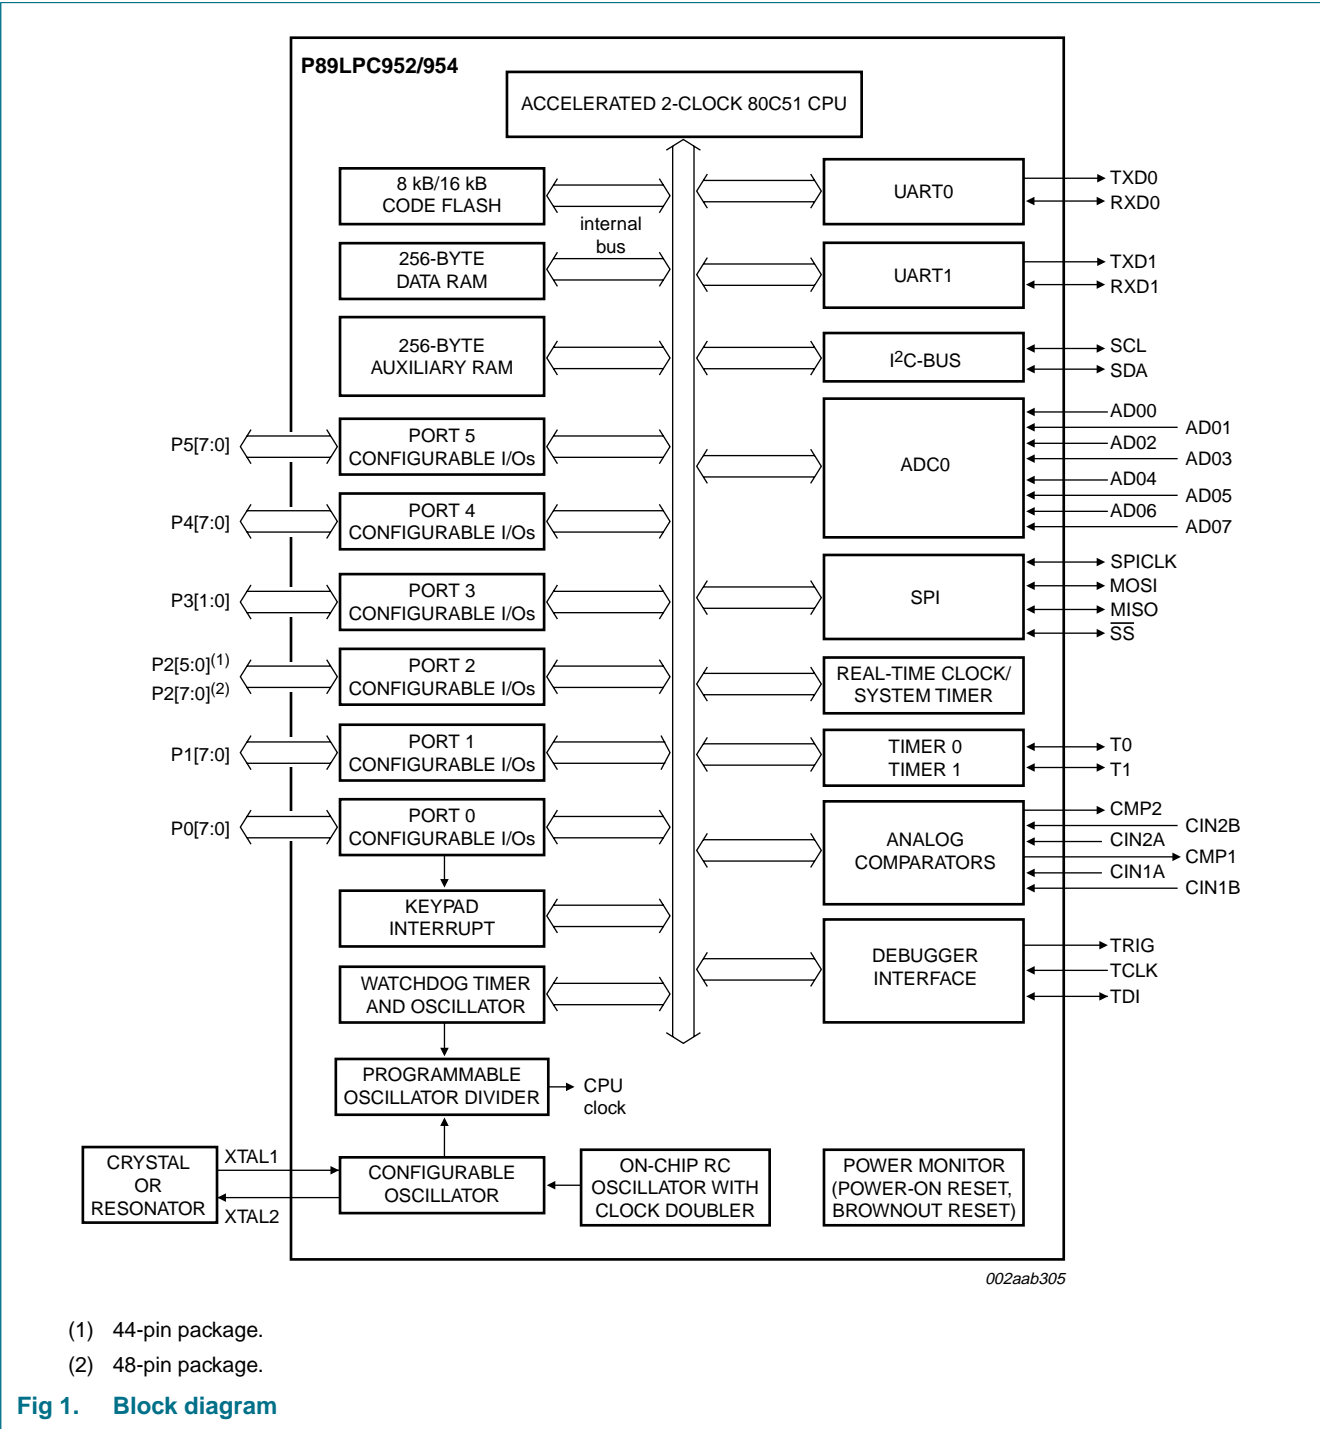 P89LPC952/954
ACCELERATED 2-CLOCK 80C51 CPU
8 kB/16 kB
CODE FLASH
internal
bus
256-BYTE
DATA RAM
256-BYTE
AUXILIARY RAM
P5[7:0]
PORT 5
CONFIGURABLE I/Os
P4[7:0]
PORT 4
CONFIGURABLE I/Os
P3[1:0]
PORT 3
CONFIGURABLE I/Os
P2[5:0](1)
P2[7:0](2)
PORT 2
CONFIGURABLE I/Os
P1[7:0]
PORT 1
CONFIGURABLE I/Os
P0[7:0]
PORT 0
CONFIGURABLE I/Os
KEYPAD
INTERRUPT
WATCHDOG TIMER
AND OSCILLATOR
PROGRAMMABLE
OSCILLATOR DIVIDER
CPU
clock
CRYSTAL
OR
RESONATOR
XTAL1
XTAL2
CONFIGURABLE
OSCILLATOR
ON-CHIP RC
OSCILLATOR WITH
CLOCK DOUBLER
UART0
TXD0
RXD0
UART1
TXD1
RXD1
I2C-BUS
SCL
SDA
ADC0
AD00
AD01
AD02
AD03
AD04
AD05
AD06
AD07
SPI
SPICLK
MOSI
MISO
SS
REAL-TIME CLOCK/
SYSTEM TIMER
TIMER 0
TIMER 1
T0
T1
ANALOG
COMPARATORS
CMP2
CIN2B
CIN2A
CMP1
CIN1A
CIN1B
DEBUGGER
INTERFACE
TRIG
TCLK
TDI
POWER MONITOR
(POWER-ON RESET,
BROWNOUT RESET)
002aab305
(1) 44-pin package.
(2) 48-pin package.
Fig 1. Block diagram